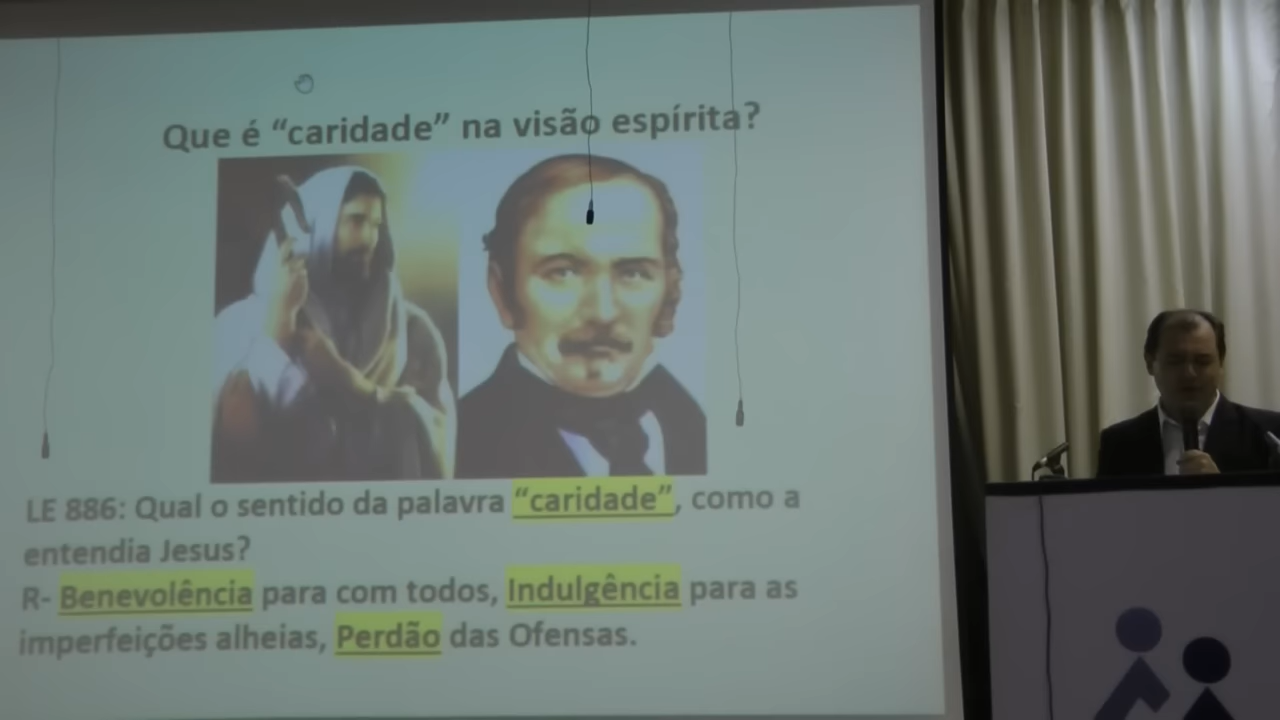 Que é “caridade” na visão espírita?
LE 886: Qual o sentido da palavra “caridade”, como a
entendia Jesus?
R- Benevolência para com todos, Indulgência para as
imperfeições alheias, Perdão das Ofensas.